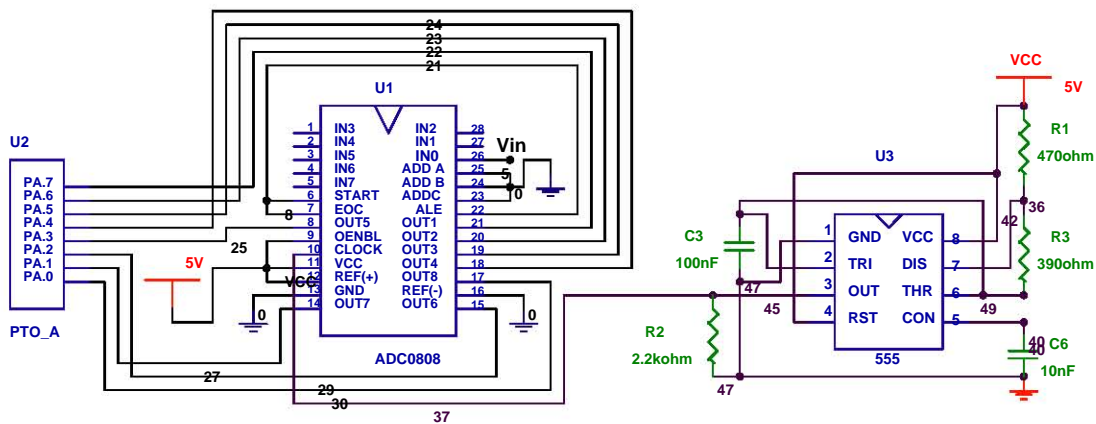 24
23
22
21
U2
PA.7
PA.6
PA.5
PA.4
PA.3
PA.2
PA.1
PA.0
PTO_A
25
5V
VCC
8
0
U1
1 IN3 IN2 28
2 IN4 IN1 27
3 IN5 IN0 26
4 IN6 ADD A 25
5 IN7 ADD B 24
6 START ADDC 23
7 EOC ALE 22
8 OUT5 OUT1 21
9 OENBL OUT2 20
10 CLOCK OUT3 19
11 VCC OUT4 18
12 REF(+) OUT8 17
13 GND REF(-) 16
14 OUT7 OUT6 15
ADC0808
Vin
5
0
0
27
29
30
37
VCC
5V
R1
470ohm
36
42
R3
390ohm
U3
1 GND VCC 8
2 TRI DIS 7
3 OUT THR 6
4 RST CON 5
555
C3
100nF
47
45
49
R2
2.2kohm
47
40
40
C6
10nF